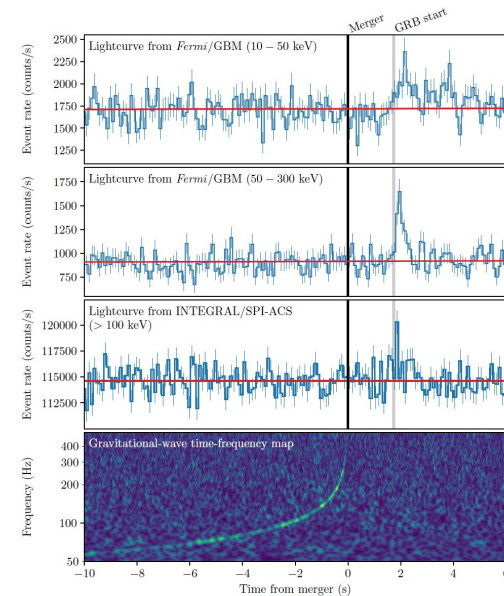 Merger
GRB start
Lightcurve from Fermi/GBM (10 − 50 keV)
Event rate (counts/s)
2500
2250
2000
1750
1500
1250
Lightcurve from Fermi/GBM (50 − 300 keV)
Event rate (counts/s)
1750
1500
1250
1000
750
Lightcurve from INTEGRAL/SPI-ACS
(> 100 keV)
Event rate (counts/s)
120000
117500
115000
112500
Gravitational-wave time-frequency map
Frequency (Hz)
400
300
200
100
50
−10 −8 −6 −4 −2 0 2 4 6
Time from merger (s)